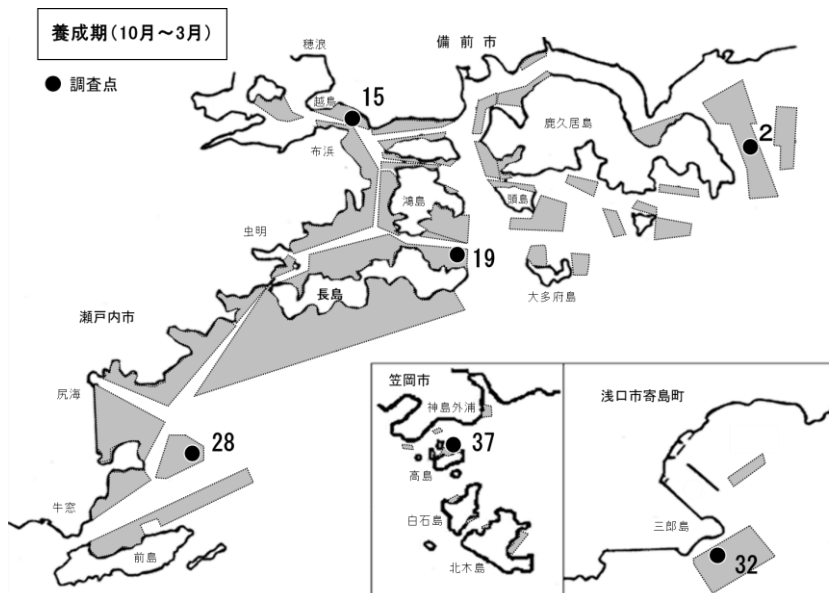 養成期(10月～3月)
● 調査点
穂浪
備前市
越鳥
15
布浜
鹿久居島
2
鴻島
頭島
虫明
19
大多府島
長島
瀬戸内市
尻海
28
牛窓
前島
笠岡市
神島外浦
37
高島
白石島
北木島
浅口市寄島町
三郎島
32